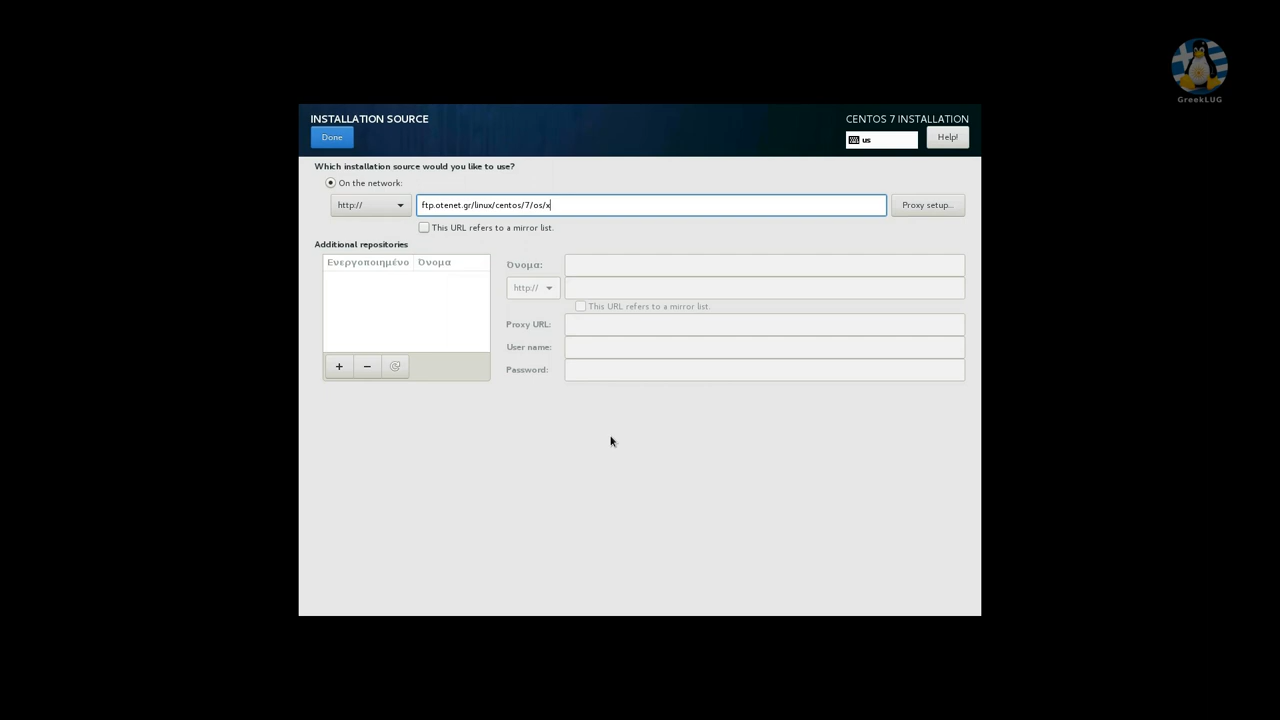 GreekLUG
INSTALLATION SOURCE
CENTOS 7 INSTALLATION
Done
us
Help!
Which installation source would you like to use?
On the network:
http://
ftp.otenet.gr/linux/centos/7/os/x
Proxy setup...
This URL refers to a mirror list.
Additional repositories
Ενεργοποιημένο
Όνομα
Όνομα:
http://
This URL refers to a mirror list.
Proxy URL:
User name:
Password: